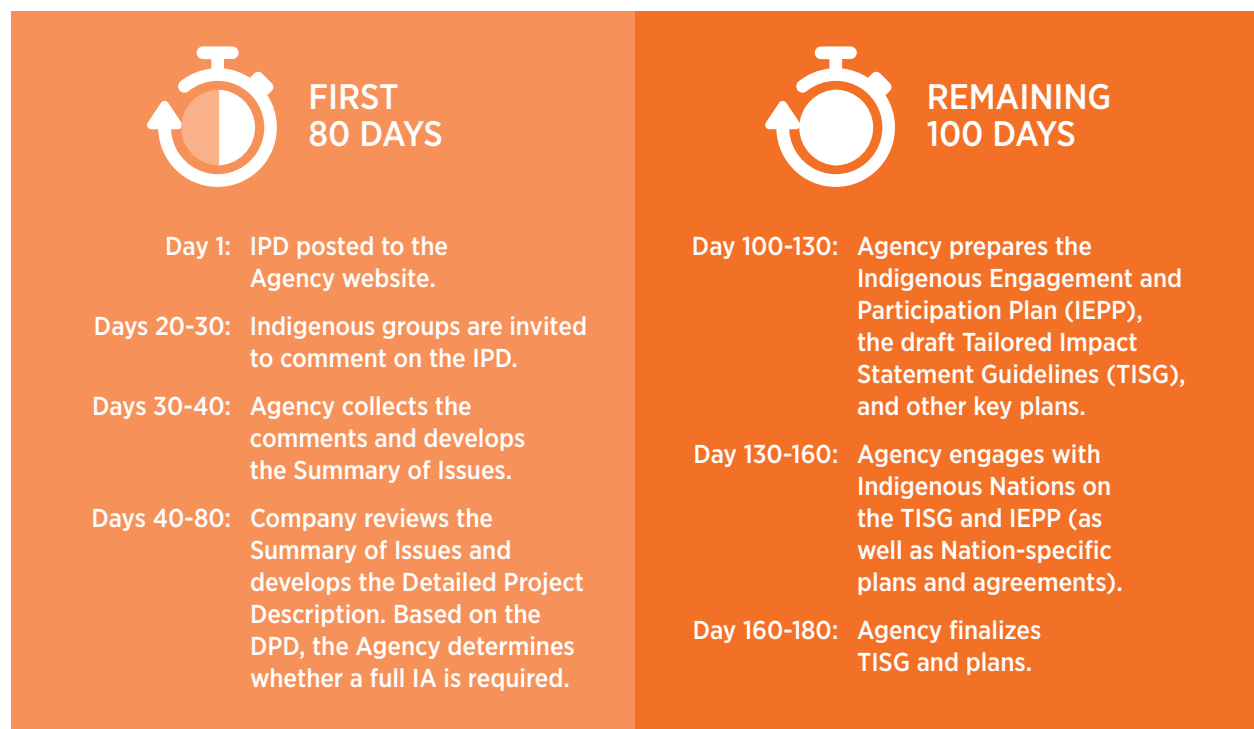 FIRST
80 DAYS
Day 1: IPD posted to the
Agency website.
Days 20-30: Indigenous groups are invited
to comment on the IPD.
Days 30-40: Agency collects the
comments and develops
the Summary of Issues.
Days 40-80: Company reviews the
Summary of Issues and
develops the Detailed Project
Description. Based on the
DPD, the Agency determines
whether a full IA is required.
REMAINING
100 DAYS
Day 100-130: Agency prepares the
Indigenous Engagement and
Participation Plan (IEPP),
the draft Tailored Impact
Statement Guidelines (TISG),
and other key plans.
Day 130-160: Agency engages with
Indigenous Nations on
the TISG and IEPP (as
well as Nation-specific
plans and agreements).
Day 160-180: Agency finalizes
TISG and plans.